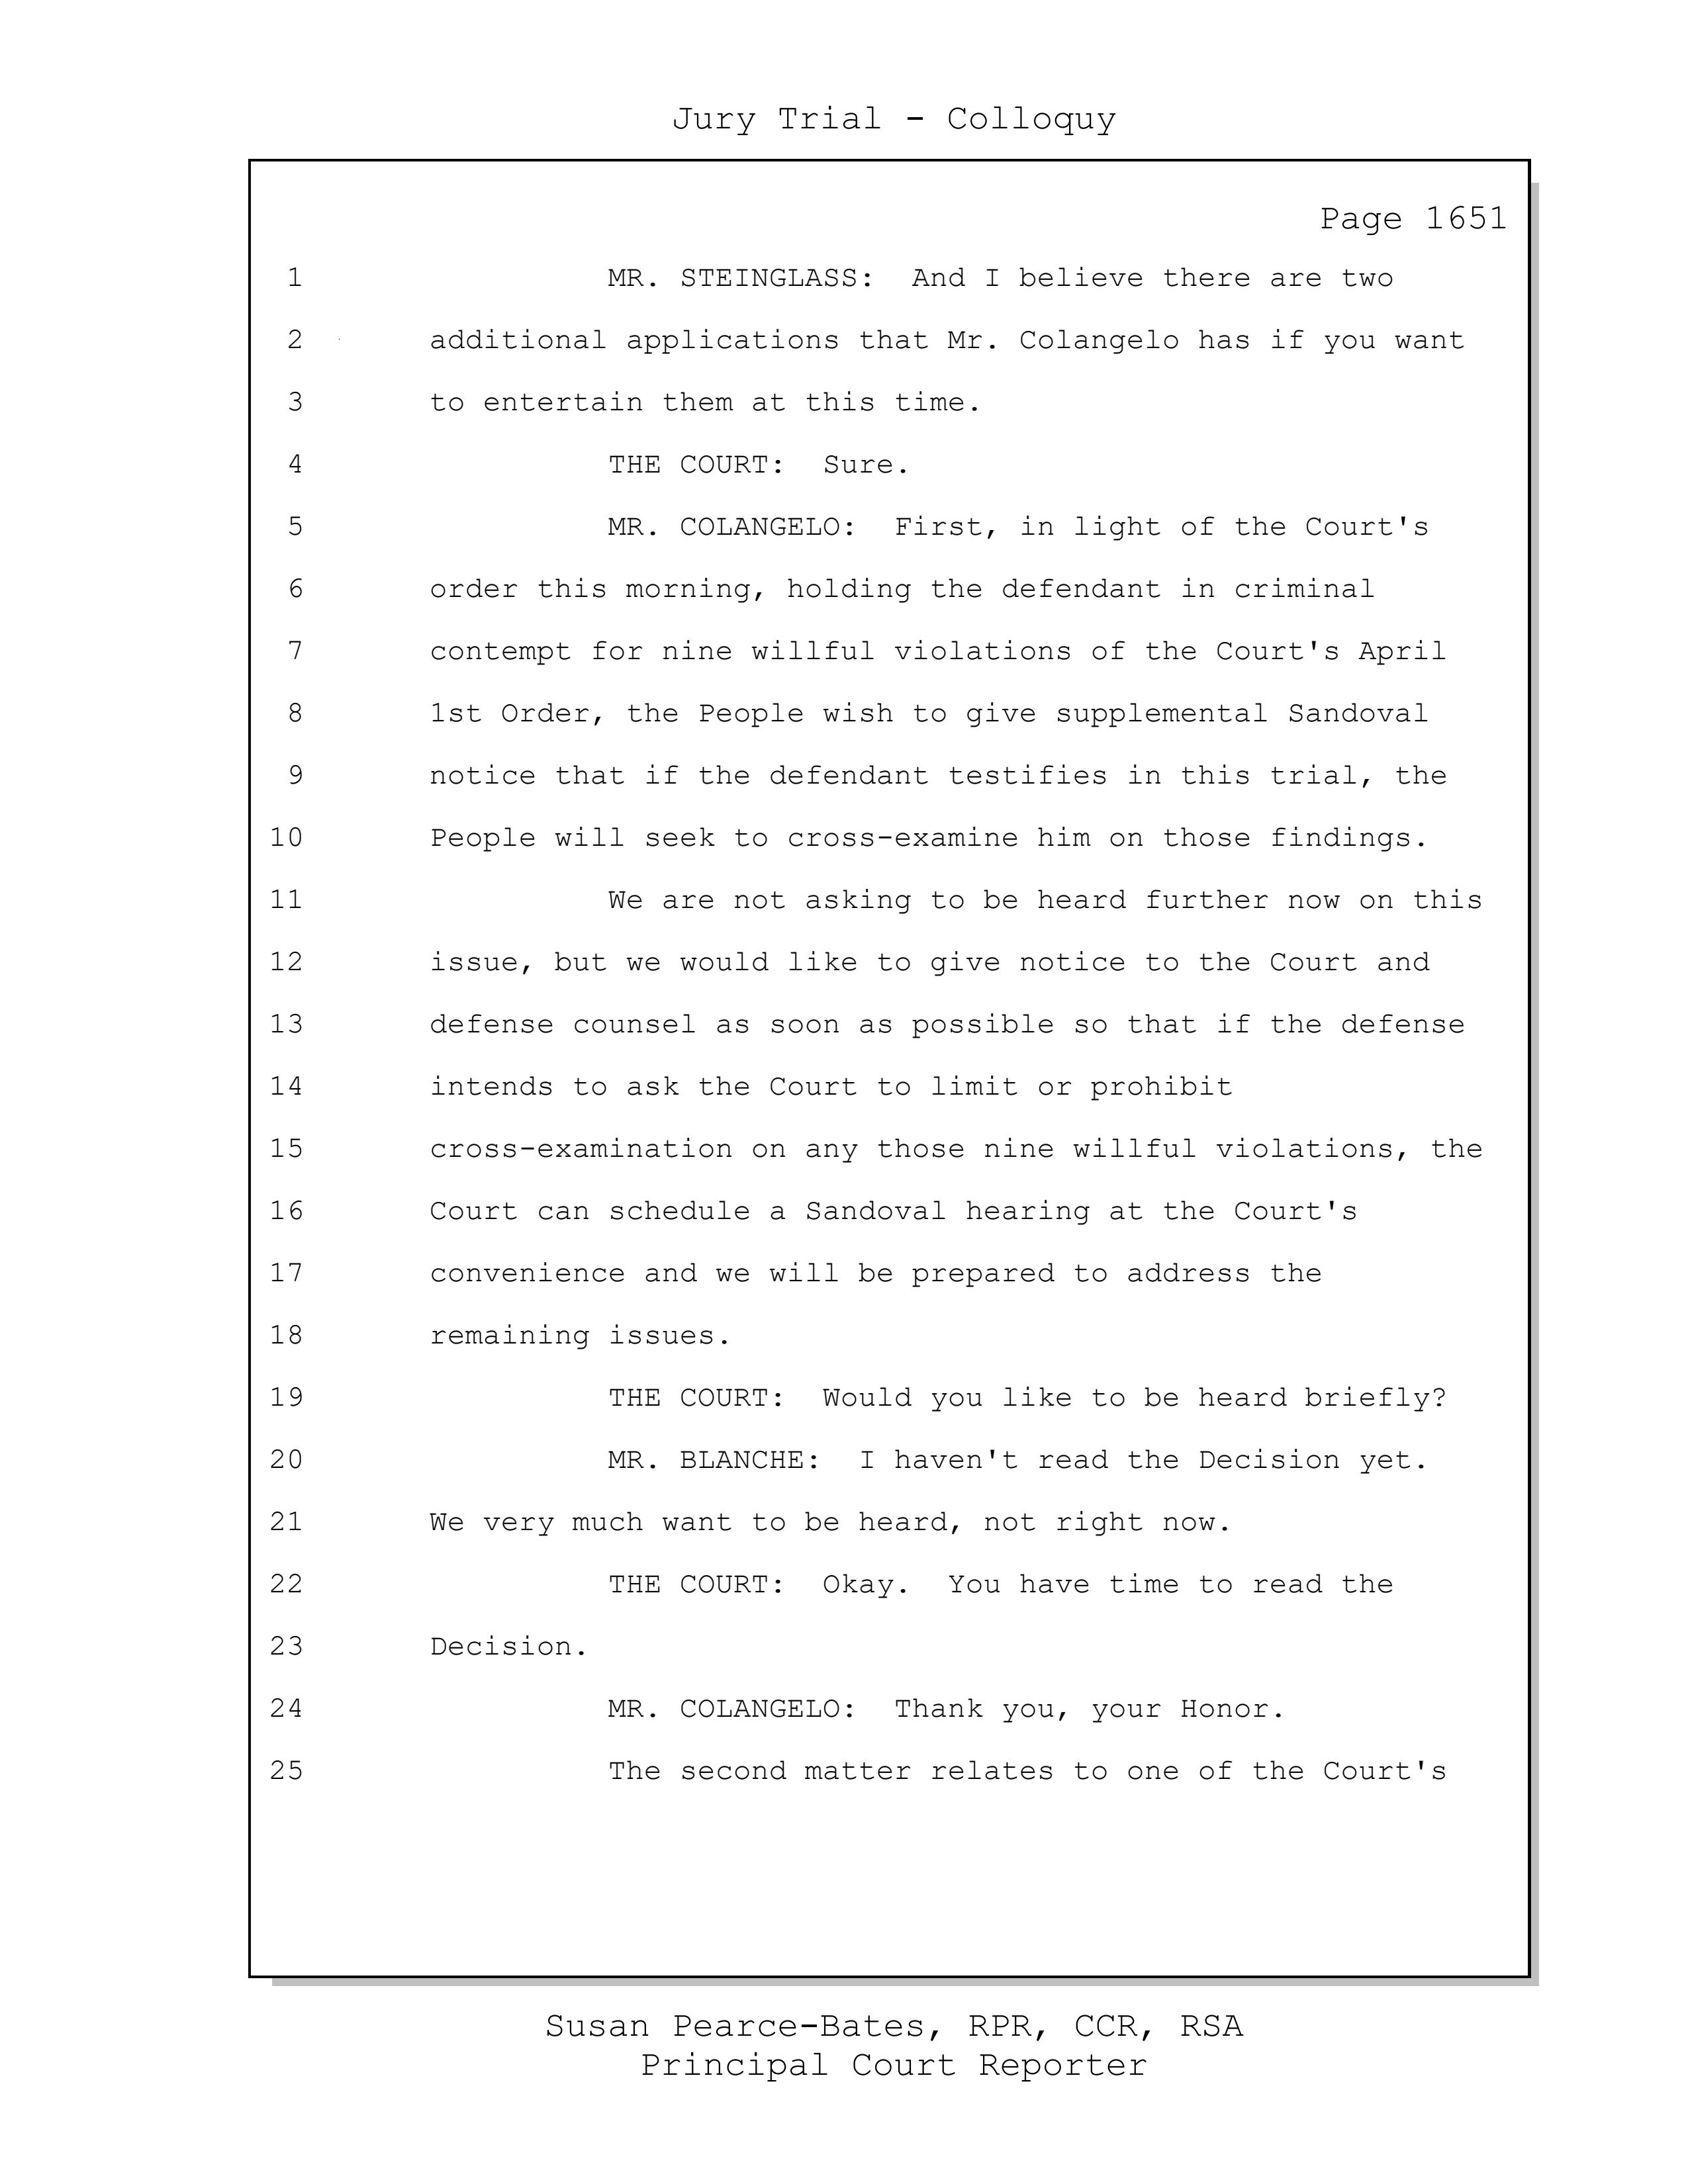 Jury Trial - Colloquy
Page 1651
1 MR. STEINGLASS: And I believe there are two
2 additional applications that Mr. Colangelo has if you want
3 to entertain them at this time.
4 THE COURT: Sure.
5 MR. COLANGELO: First, in light of the Court's
6 order this morning, holding the defendant in criminal
7 contempt for nine willful violations of the Court's April
8 1st Order, the People wish to give supplemental Sandoval
9 notice that if the defendant testifies in this trial, the
10 People will seek to cross-examine him on those findings.
11 We are not asking to be heard further now on this
12 issue, but we would like to give notice to the Court and
13 defense counsel as soon as possible so that if the defense
14 intends to ask the Court to limit or prohibit
15 cross-examination on any those nine willful violations, the
16 Court can schedule a Sandoval hearing at the Court's
17 convenience and we will be prepared to address the
18 remaining issues.
19 THE COURT: Would you like to be heard briefly?
20 MR. BLANCHE: I haven't read the Decision yet.
21 We very much want to be heard, not right now.
22 THE COURT: Okay. You have time to read the
23 Decision.
24 MR. COLANGELO: Thank you, your Honor.
25 The second matter relates to one of the Court's
Susan Pearce-Bates, RPR, CCR, RSA
Principal Court Reporter